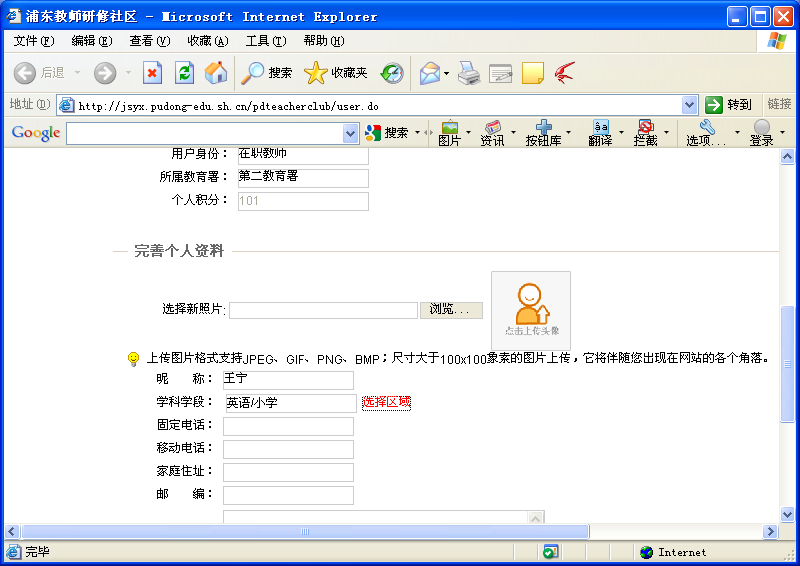 浦东教师研修社区 - Microsoft Internet Explorer
文件(F) 编辑(E) 查看(V) 收藏(A) 工具(T) 帮助(H)
后退 搜索 收藏夹
地址(D) http://jsyx.pudong-edu.sh.cn/pdteacherclub/user.do 转到 链接
Google 搜索 图片 资讯 按钮库 翻译 拦截 选项... 登录
用户身份： 在职教师
所属教育署： 第二教育署
个人积分： 101
完善个人资料
选择新照片: 浏览...
点击上传头像
上传图片格式支持JPEG、GIF、PNG、BMP；尺寸大于100x100象素的图片上传，它将伴随您出现在网站的各个角落。
昵 称： 王宁
学科学段： 英语/小学 选择区域
固定电话：
移动电话：
家庭住址：
邮 编：
完毕 Internet